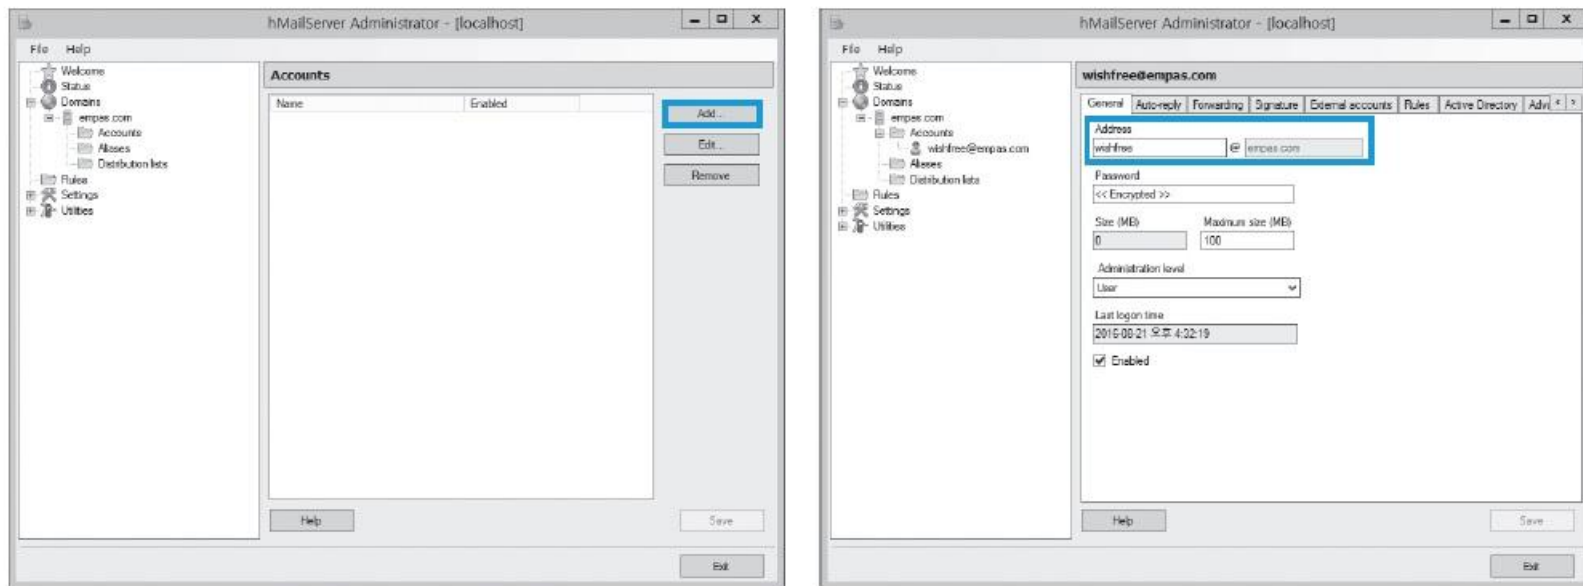 hMailServer Administrator - [localhost]
File Help
Welcome
Status
Domains
empas.com
Accounts
Aliases
Distribution lists
Rules
Settings
Utilities
Accounts
Name Enabled
Add...
Edit...
Remove
Help
Save
Exit
hMailServer Administrator - [localhost]
File Help
Welcome
Status
Domains
empas.com
Accounts
wishfree@empas.com
Aliases
Distribution lists
Rules
Settings
Utilities
wishfree@empas.com
General Auto-reply Forwarding Signature External accounts Rules Active Directory Adv
Address
wishfree @ empas.com
Password
<< Encrypted >>
Size (MB) Maximum size (MB)
0 100
Administration level
User
Last logon time
2016-08-21 오후 4:32:19
Enabled
Help
Save
Exit